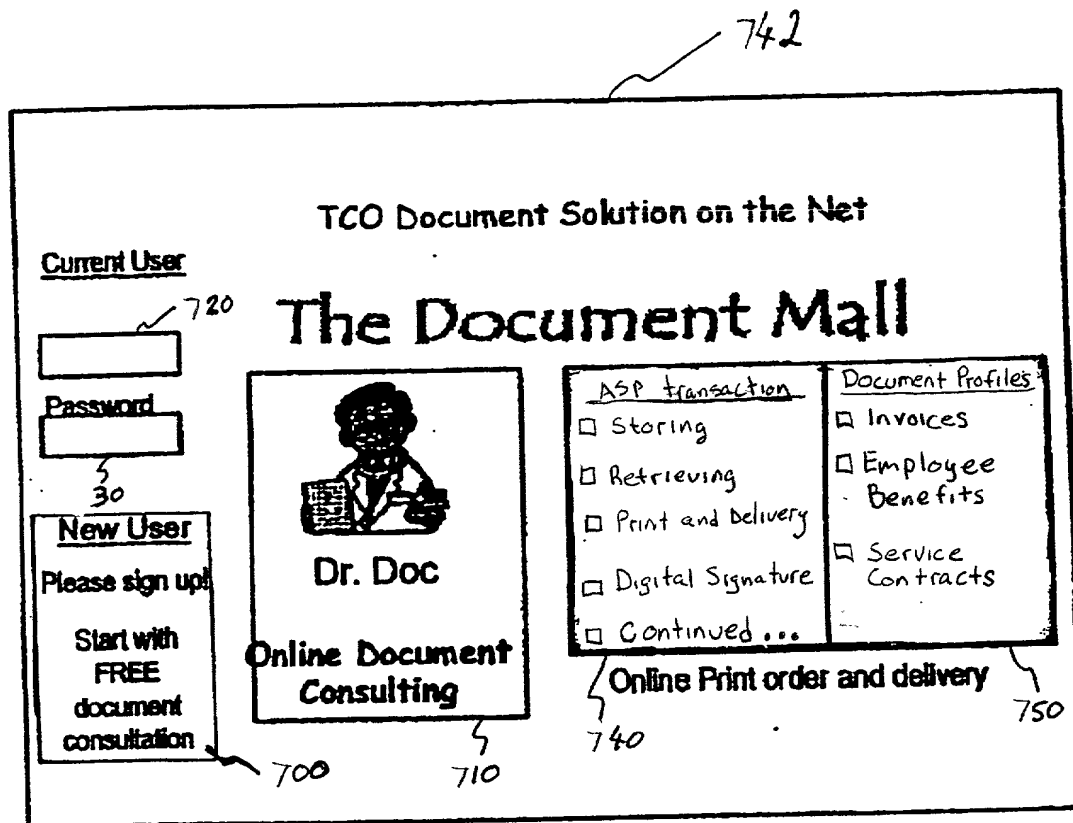 742
TCO Document Solution on the Net
Current User
720
The Document Mall
Password
30
New User
Please sign up!
Start with
FREE
document
consultation
700
Dr. Doc
Online Document
Consulting
710
ASP transaction
Storing
Retrieving
Print and Delivery
Digital Signature
Continued ...
740
Document Profiles
Invoices
Employee
Benefits
Service
Contracts
750
Online Print order and delivery